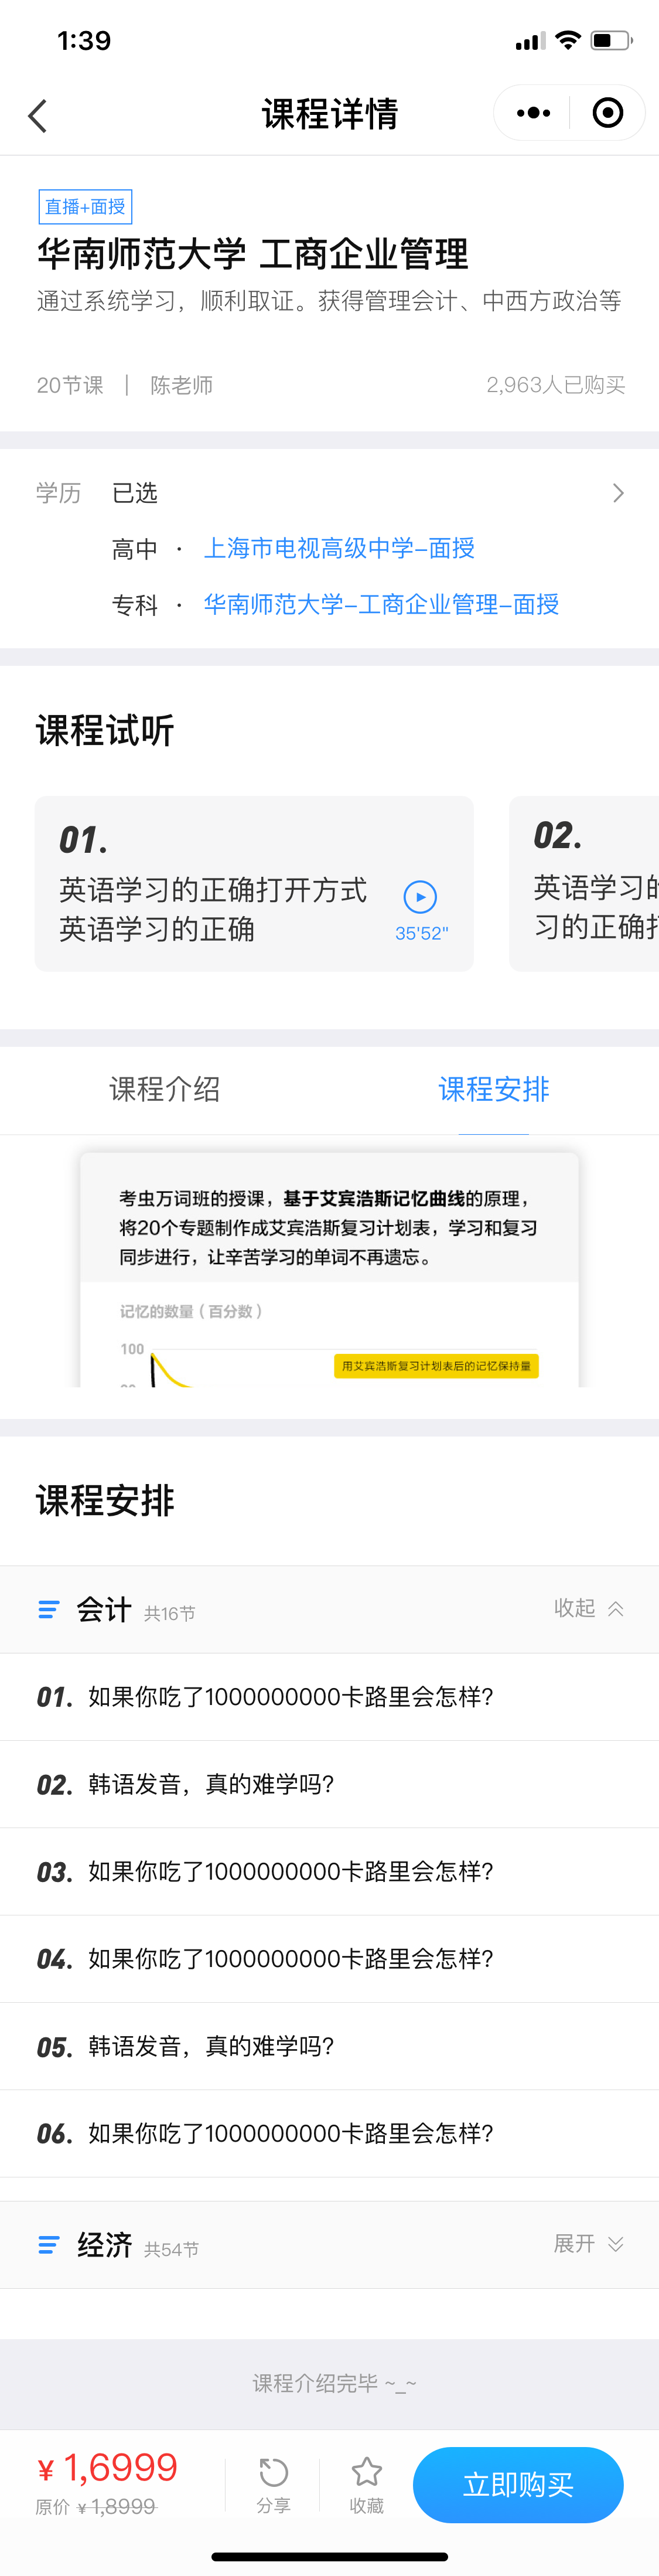 1:39
课程详情
直播+面授
华南师范大学 工商企业管理
通过系统学习，顺利取证。获得管理会计、中西方政治等
20节课 | 陈老师 2,963人已购买
学历 已选
高中 · 上海市电视高级中学–面授
专科 · 华南师范大学–工商企业管理–面授
课程试听
01.
英语学习的正确打开方式
英语学习的正确
35'52"
02.
英语学习的
习的正确打
课程介绍 课程安排
考虫万词班的授课，基于艾宾浩斯记忆曲线的原理，
将20个专题制作成艾宾浩斯复习计划表，学习和复习
同步进行，让辛苦学习的单词不再遗忘。
记忆的数量（百分数）
100
用艾宾浩斯复习计划表后的记忆保持量
课程安排
会计 共16节 收起
01. 如果你吃了1000000000卡路里会怎样?
02. 韩语发音，真的难学吗?
03. 如果你吃了1000000000卡路里会怎样?
04. 如果你吃了1000000000卡路里会怎样?
05. 韩语发音，真的难学吗?
06. 如果你吃了1000000000卡路里会怎样?
经济 共54节 展开
课程介绍完毕 ~_~
¥ 1,6999
原价 ¥ 1,8999
分享
收藏
立即购买